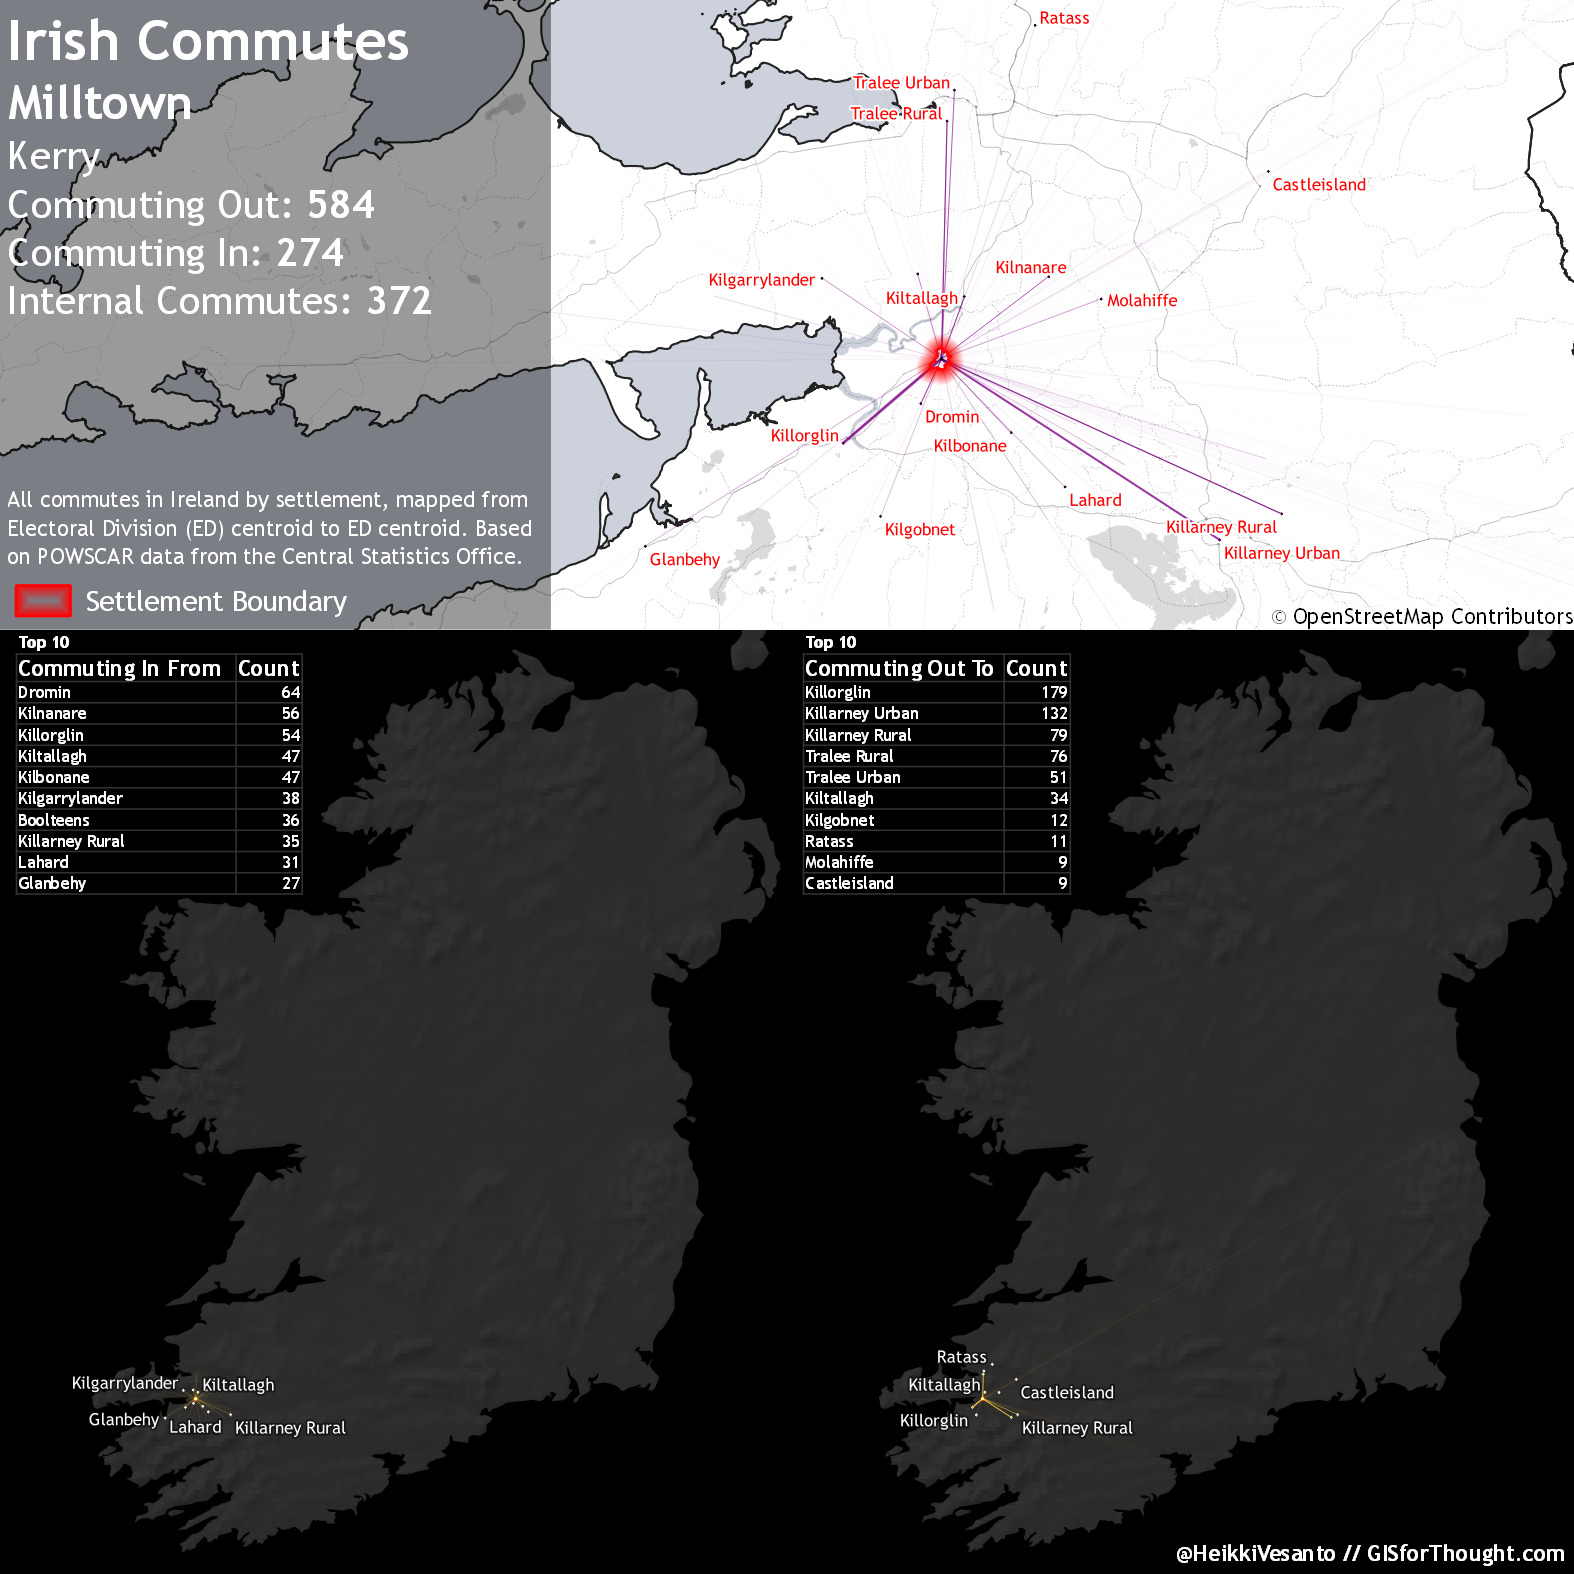 Irish Commutes
Milltown
Kerry
Commuting Out: 584
Commuting In: 274
Internal Commutes: 372
All commutes in Ireland by settlement, mapped from
Electoral Division (ED) centroid to ED centroid. Based
on POWSCAR data from the Central Statistics Office.
Settlement Boundary
Ratass
Tralee Urban
Tralee Rural
Castleisland
Kilnanare
Kilgarrylander
Kiltallagh
Molahiffe
Dromin
Killorglin
Kilbonane
Lahard
Kilgobnet
Killarney Rural
Killarney Urban
Glanbehy
© OpenStreetMap Contributors
Top 10
Commuting In From Count
Dromin 64
Kilnanare 56
Killorglin 54
Kiltallagh 47
Kilbonane 47
Kilgarrylander 38
Boolteens 36
Killarney Rural 35
Lahard 31
Glanbehy 27
Kilgarrylander
Kiltallagh
Glanbehy
Lahard
Killarney Rural
Top 10
Commuting Out To Count
Killorglin 179
Killarney Urban 132
Killarney Rural 79
Tralee Rural 76
Tralee Urban 51
Kiltallagh 34
Kilgobnet 12
Ratass 11
Molahiffe 9
Castleisland 9
Ratass
Kiltallagh
Castleisland
Killorglin
Killarney Rural
@HeikkiVesanto // GISforThought.com